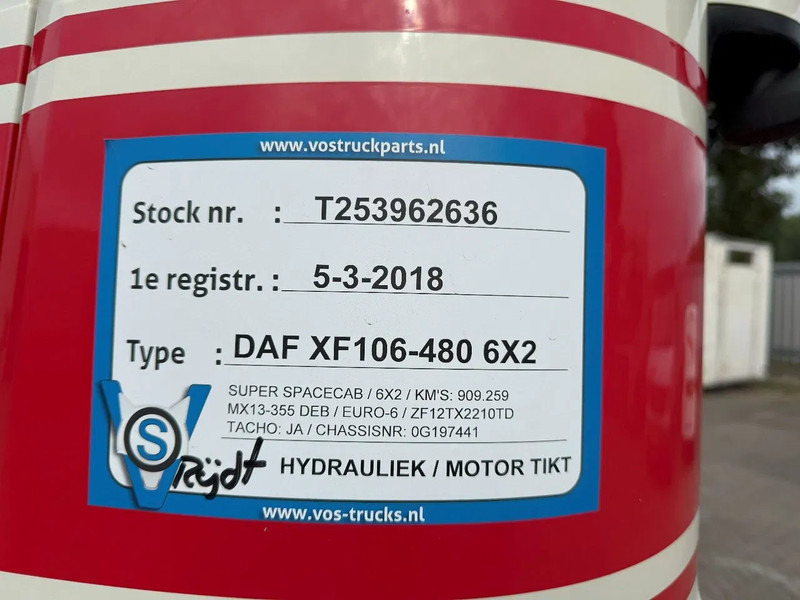 www.vostruckparts.nl
Stock nr. : T253962636
1e registr. : 5-3-2018
Type : DAF XF106-480 6X2
SUPER SPACECAB / 6X2 / KM'S: 909.259
MX13-355 DEB / EURO-6 / ZF12TX2210TD
TACHO: JA / CHASSISNR: 0G197441
VOS Rijdt HYDRAULIEK / MOTOR TIKT
www.vos-trucks.nl